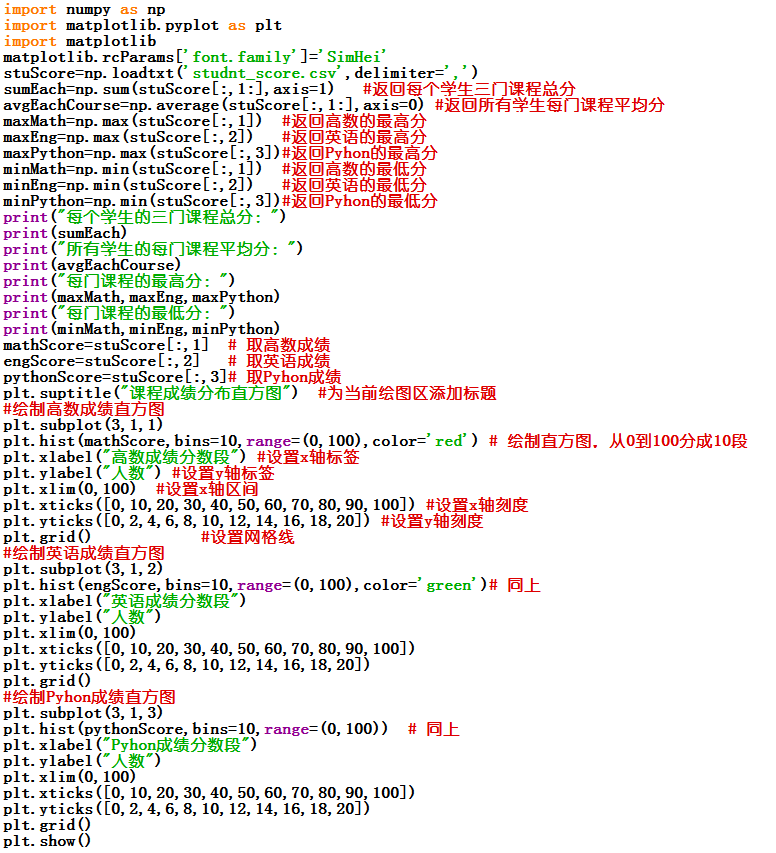 import numpy as np
import matplotlib.pyplot as plt
import matplotlib
matplotlib.rcParams['font.family']='SimHei'
stuScore=np.loadtxt('studnt_score.csv',delimiter=',')
sumEach=np.sum(stuScore[:,1:],axis=1)   #返回每个学生三门课程总分
avgEachCourse=np.average(stuScore[:,1:],axis=0) #返回所有学生每门课程平均分
maxMath=np.max(stuScore[:,1])  #返回高数的最高分
maxEng=np.max(stuScore[:,2])   #返回英语的最高分
maxPython=np.max(stuScore[:,3])#返回Pyhon的最高分
minMath=np.min(stuScore[:,1])  #返回高数的最低分
minEng=np.min(stuScore[:,2])   #返回英语的最低分
minPython=np.min(stuScore[:,3])#返回Pyhon的最低分
print("每个学生的三门课程总分：")
print(sumEach)
print("所有学生的每门课程平均分：")
print(avgEachCourse)
print("每门课程的最高分：")
print(maxMath,maxEng,maxPython)
print("每门课程的最低分：")
print(minMath,minEng,minPython)
mathScore=stuScore[:,1]  # 取高数成绩
engScore=stuScore[:,2]   # 取英语成绩
pythonScore=stuScore[:,3]# 取Pyhon成绩
plt.suptitle("课程成绩分布直方图")  #为当前绘图区添加标题
#绘制高数成绩直方图
plt.subplot(3,1,1)
plt.hist(mathScore,bins=10,range=(0,100),color='red') # 绘制直方图，从0到100分成10段
plt.xlabel("高数成绩分数段") #设置x轴标签
plt.ylabel("人数") #设置y轴标签
plt.xlim(0,100)  #设置x轴区间
plt.xticks([0,10,20,30,40,50,60,70,80,90,100]) #设置x轴刻度
plt.yticks([0,2,4,6,8,10,12,14,16,18,20]) #设置y轴刻度
plt.grid()            #设置网格线
#绘制英语成绩直方图
plt.subplot(3,1,2)
plt.hist(engScore,bins=10,range=(0,100),color='green')# 同上
plt.xlabel("英语成绩分数段")
plt.ylabel("人数")
plt.xlim(0,100)
plt.xticks([0,10,20,30,40,50,60,70,80,90,100])
plt.yticks([0,2,4,6,8,10,12,14,16,18,20])
plt.grid()
#绘制Pyhon成绩直方图
plt.subplot(3,1,3)
plt.hist(pythonScore,bins=10,range=(0,100))  # 同上
plt.xlabel("Pyhon成绩分数段")
plt.ylabel("人数")
plt.xlim(0,100)
plt.xticks([0,10,20,30,40,50,60,70,80,90,100])
plt.yticks([0,2,4,6,8,10,12,14,16,18,20])
plt.grid()
plt.show()